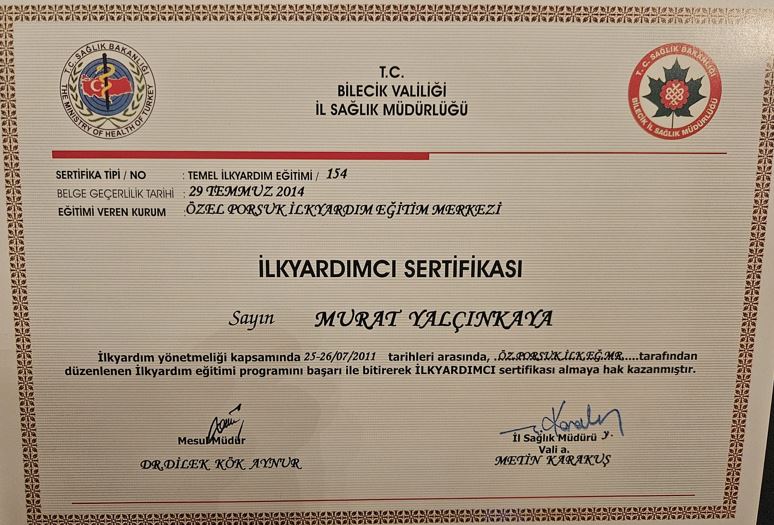 T.C. SAĞLIK BAKANLIĞI
THE MINISTRY OF HEALTH OF TURKEY
T.C.
BİLECİK VALİLİĞİ
İL SAĞLIK MÜDÜRLÜĞÜ
T. C. SAĞLIK BAKANLIĞI
BİLECİK İL SAĞLIK MÜDÜRLÜĞÜ
SERTİFİKA TİPİ / NO : TEMEL İLKYARDIM EĞİTİMİ / 154
BELGE GEÇERLİLİK TARİHİ : 29 TEMMUZ 2014
EĞİTİMİ VEREN KURUM : ÖZEL PORSUK İLKYARDIM EĞİTİM MERKEZİ
İLKYARDIMCI SERTİFİKASI
Sayın MURAT YALÇINKAYA
İlkyardım yönetmeliği kapsamında 25-26/07/2011 tarihleri arasında, ..ÖZ.PORSUK.İLK.EĞ.MR.....tarafından
düzenlenen İlkyardım eğitimi programını başarı ile bitirerek İLKYARDIMCI sertifikası almaya hak kazanmıştır.
Mesul Müdür
DR.DİLEK KÖK AYNUR
İl Sağlık Müdürü y.
Vali a.
METİN KARAKUŞ